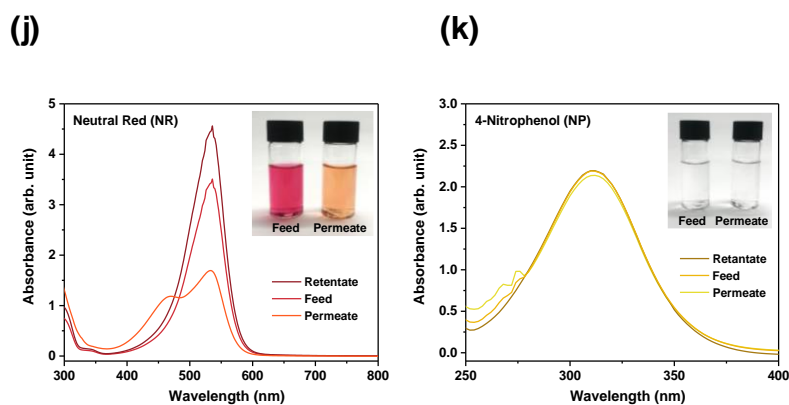 (j)
(k)
Absorbance (arb. unit)
5
4
3
2
1
0
Neutral Red (NR)
Feed Permeate
Retentate
Feed
Permeate
300 400 500 600 700 800
Wavelength (nm)
Absorbance (arb. unit)
3.0
2.5
2.0
1.5
1.0
0.5
0.0
4-Nitrophenol (NP)
Feed Permeate
Retantate
Feed
Permeate
250 300 350 400
Wavelength (nm)